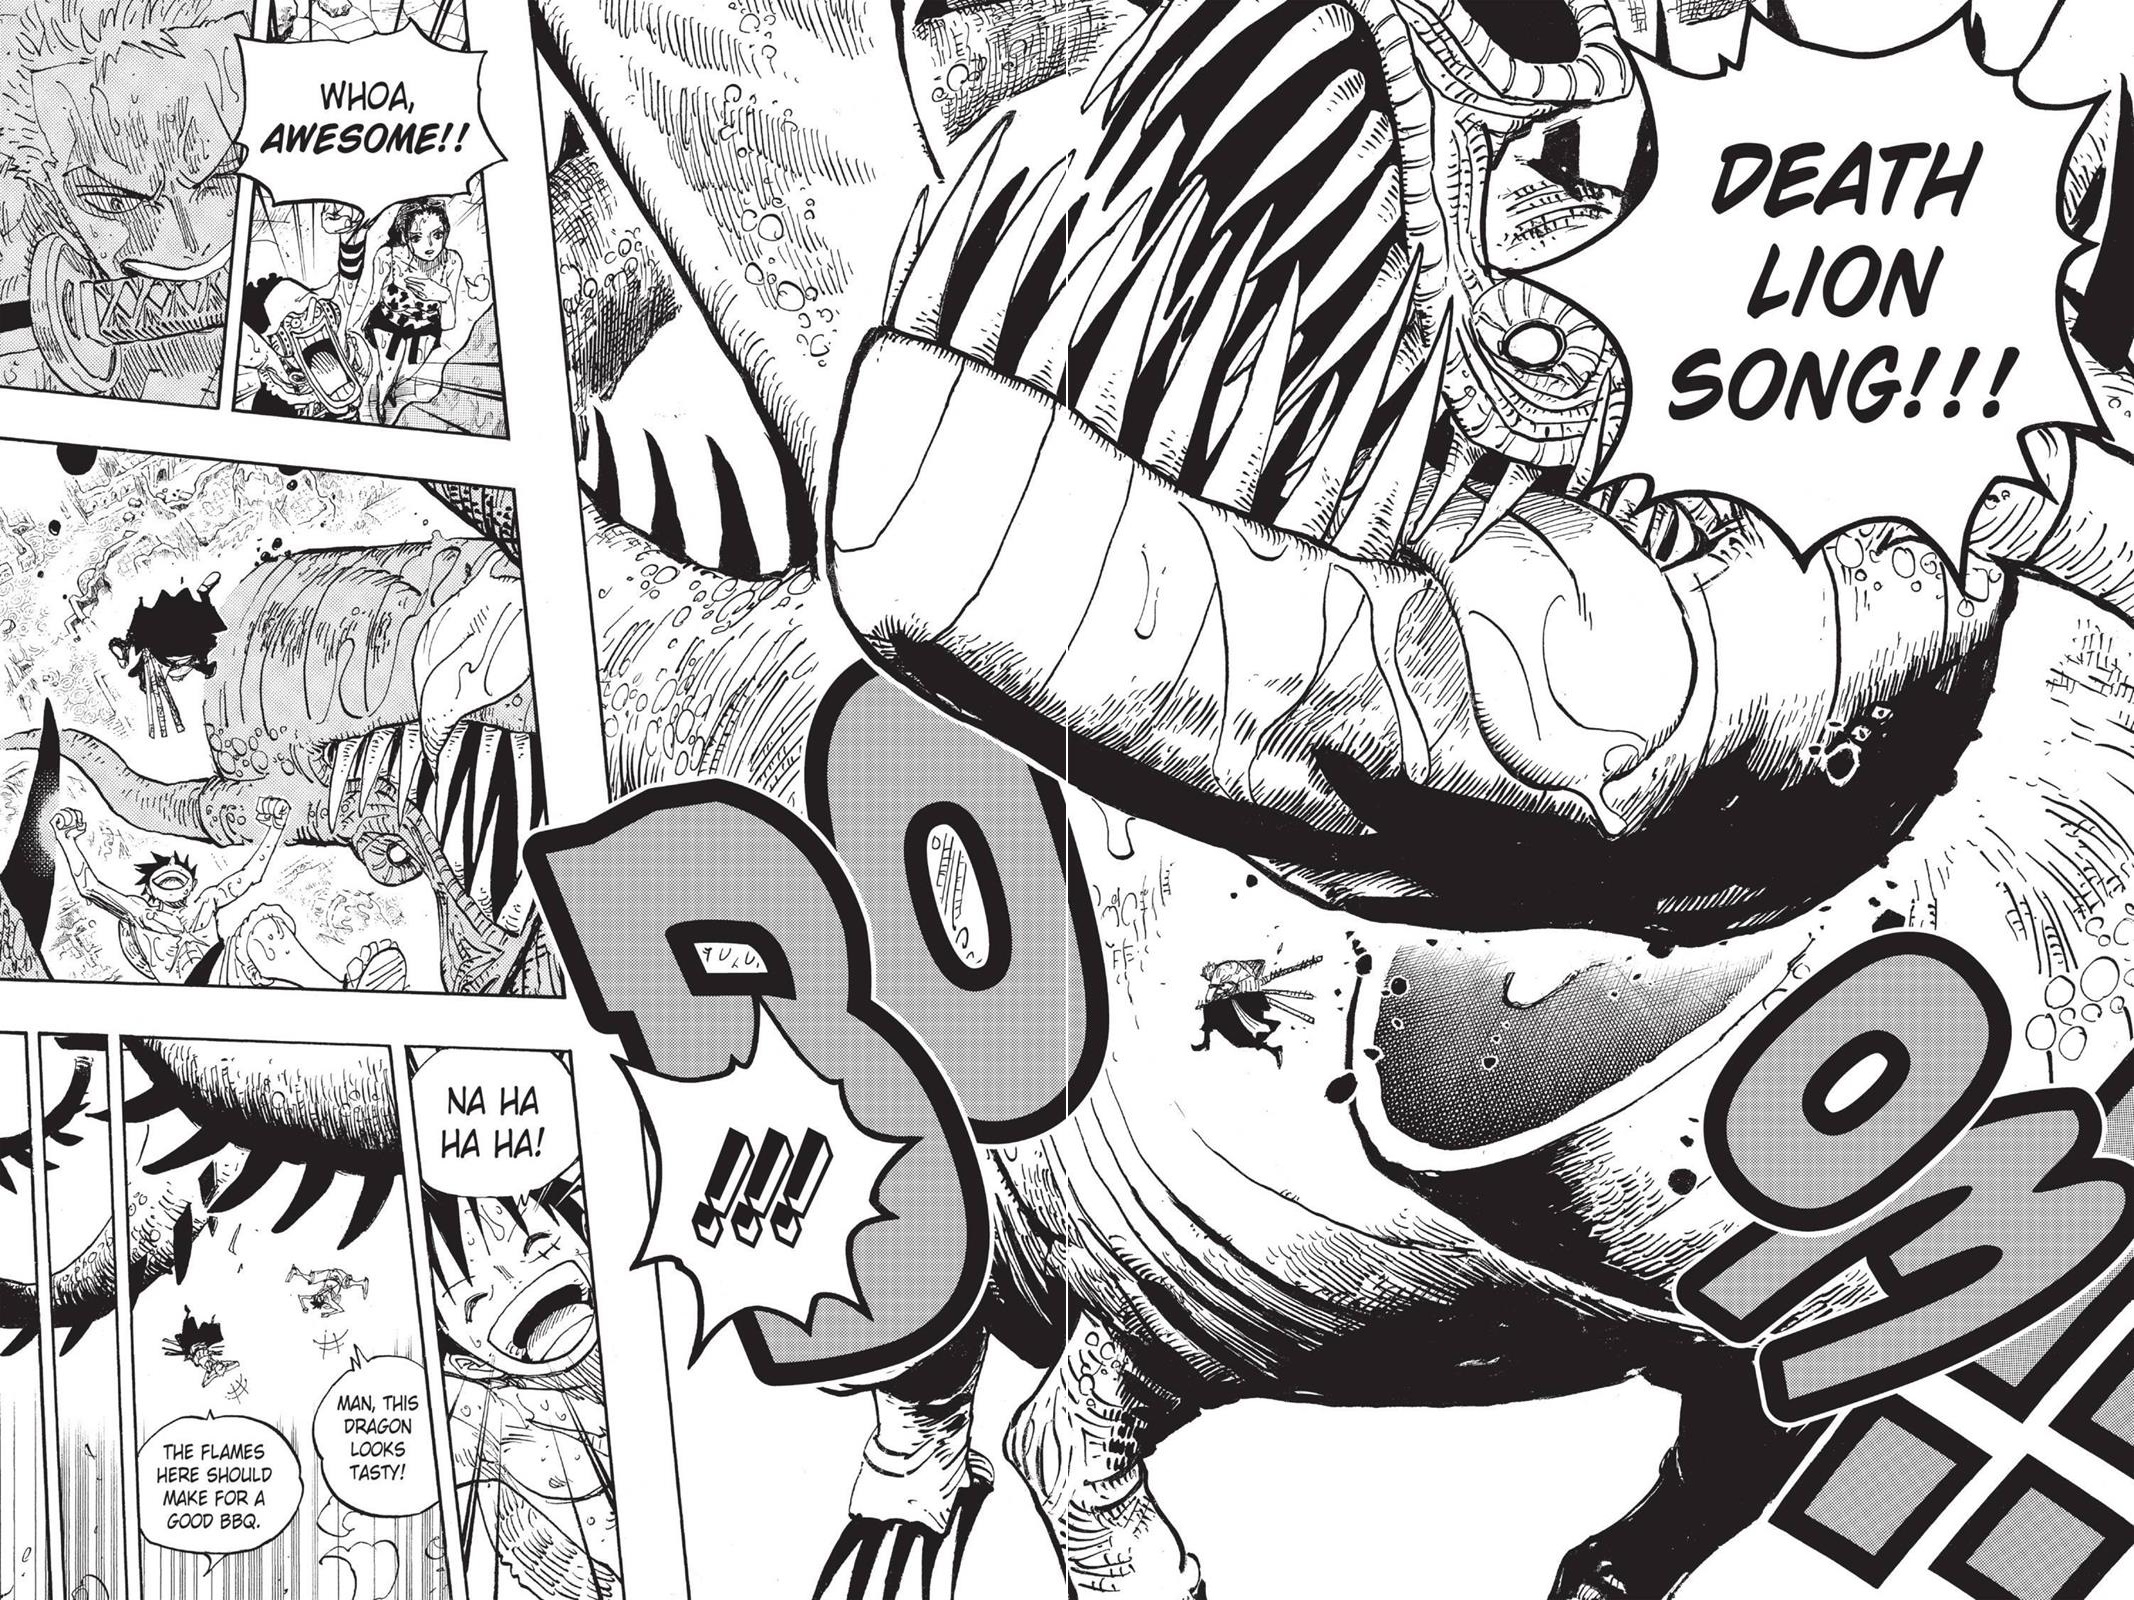 DEATH
LION
SONG!!!
BOOM
!!!!
WHOA,
AWESOME!!
NA HA
HA HA!
MAN, THIS
DRAGON
LOOKS
TASTY!
THE FLAMES
HERE SHOULD
MAKE FOR A
GOOD BBQ.